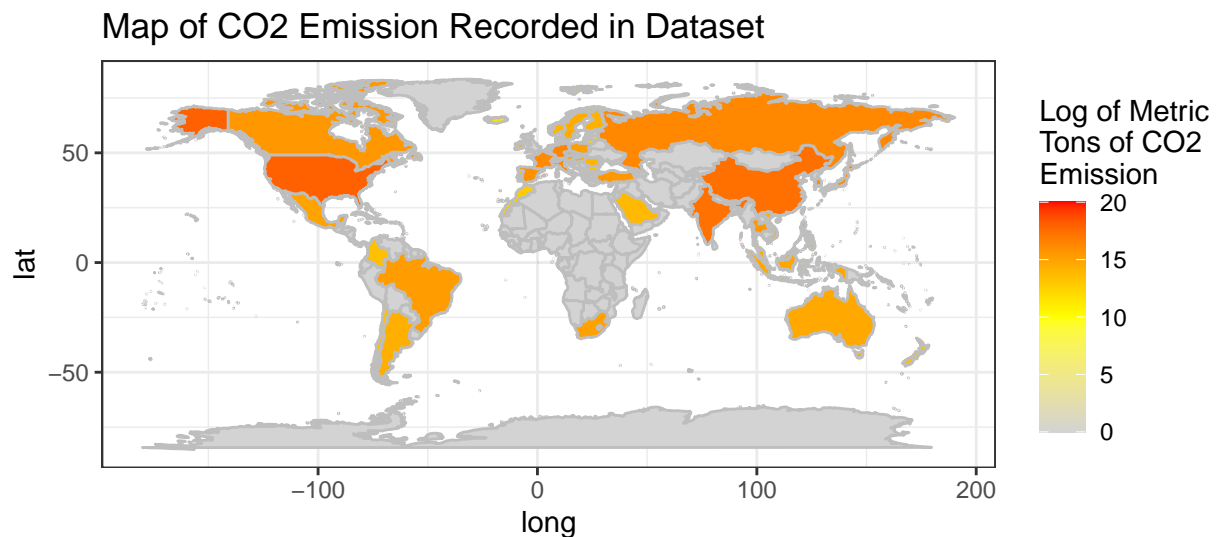 Map of CO2 Emission Recorded in Dataset
lat
50
0
−50
−100
0
100
200
long
Log of Metric
Tons of CO2
Emission
20
15
10
5
0